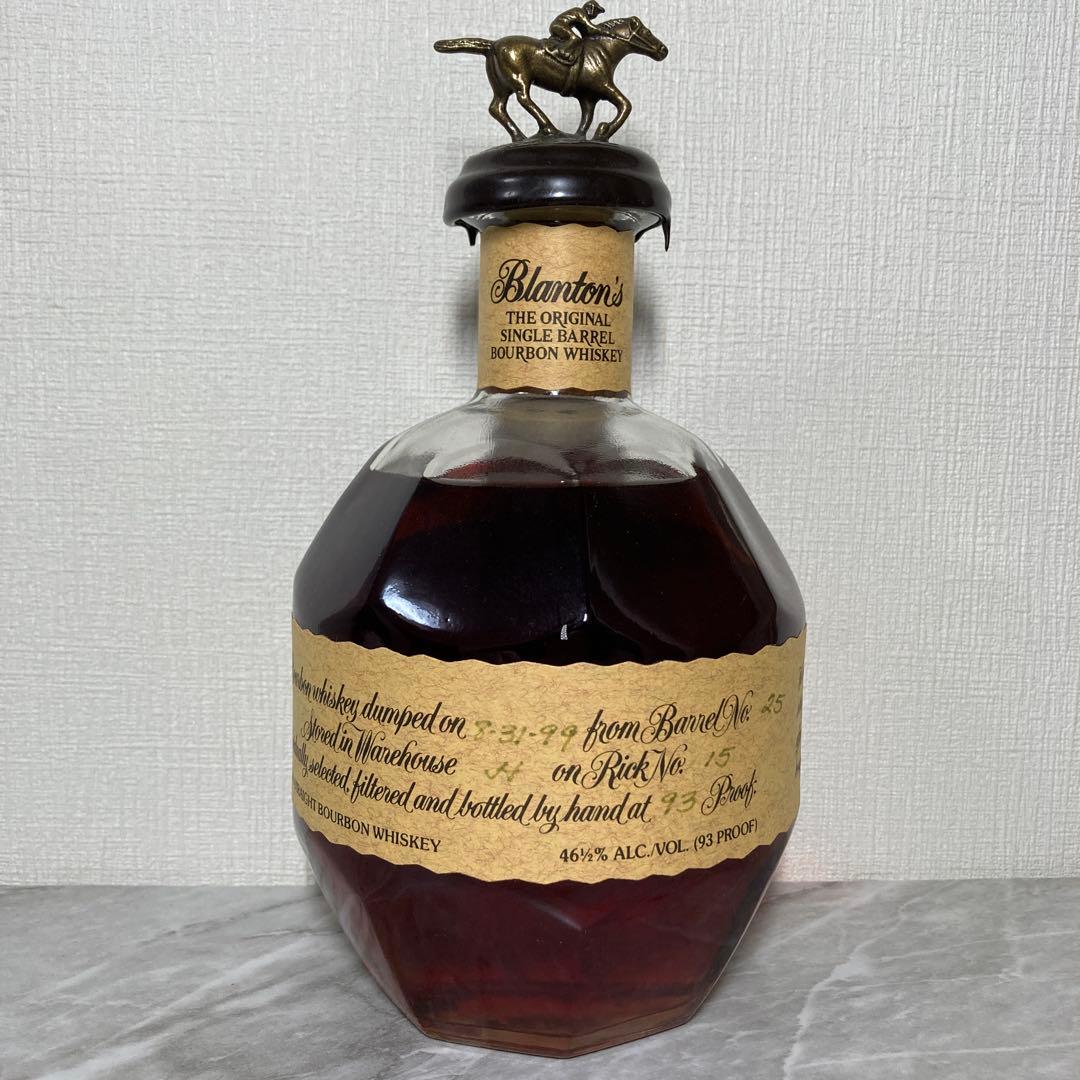 Blanton's
THE ORIGINAL
SINGLE BARREL
BOURBON WHISKEY
whiskey dumped on 8-31-99 from Barrel No. 25
Stored in Warehouse H on Rick No. 15
selected, filtered and bottled by hand at 93 Proof.
BOURBON WHISKEY
46½% ALC./VOL. (93 PROOF)